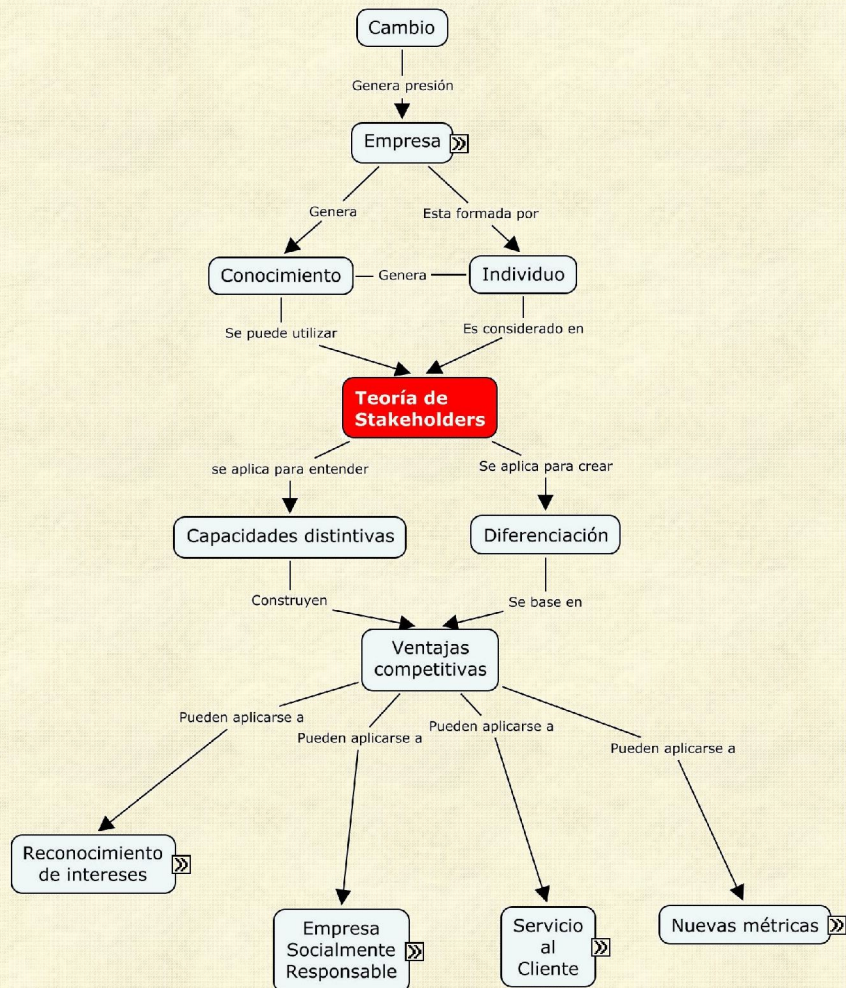 Cambio
Genera presión
Empresa
Genera
Esta formada por
Conocimiento
Genera
Individuo
Se puede utilizar
Es considerado en
Teoría de
Stakeholders
se aplica para entender
Se aplica para crear
Capacidades distintivas
Diferenciación
Construyen
Se base en
Ventajas
competitivas
Pueden aplicarse a
Pueden aplicarse a
Pueden aplicarse a
Pueden aplicarse a
Reconocimiento
de intereses
Empresa
Socialmente
Responsable
Servicio
al
Cliente
Nuevas métricas